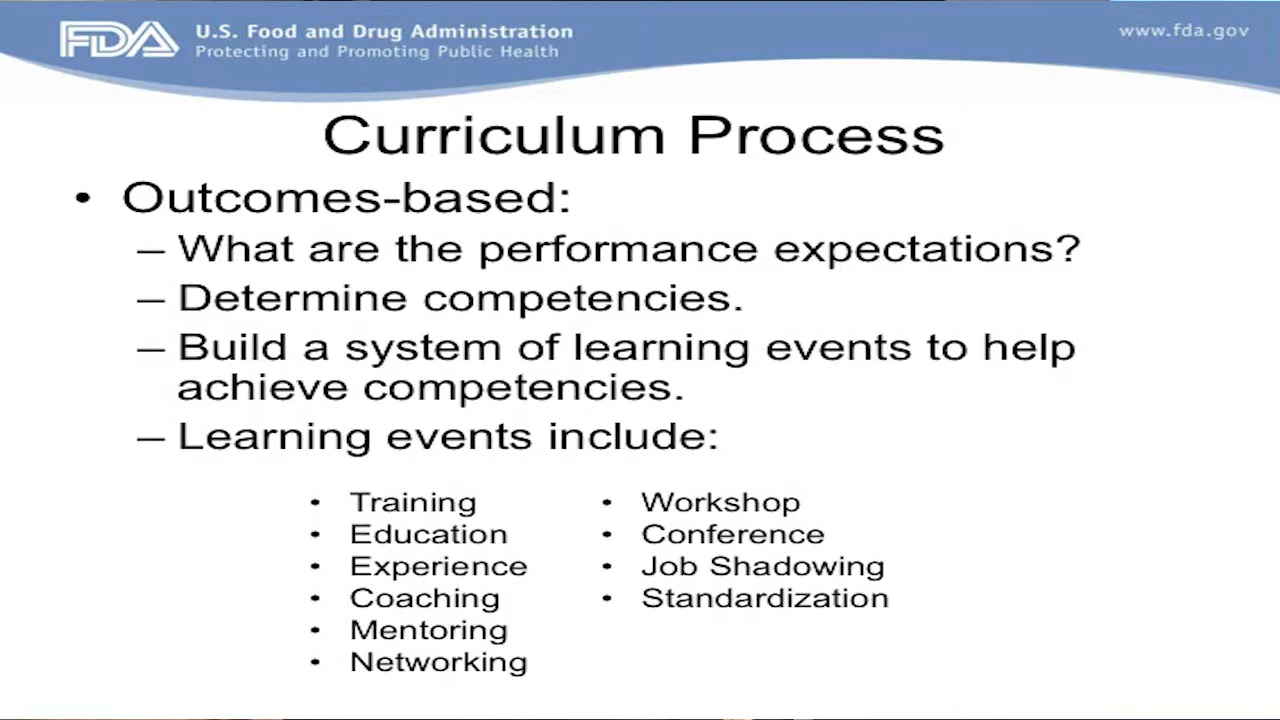 FDA
U.S. Food and Drug Administration
Protecting and Promoting Public Health
www.fda.gov
Curriculum Process
• Outcomes-based:
– What are the performance expectations?
– Determine competencies.
– Build a system of learning events to help
achieve competencies.
– Learning events include:
• Training
• Education
• Experience
• Coaching
• Mentoring
• Networking
• Workshop
• Conference
• Job Shadowing
• Standardization